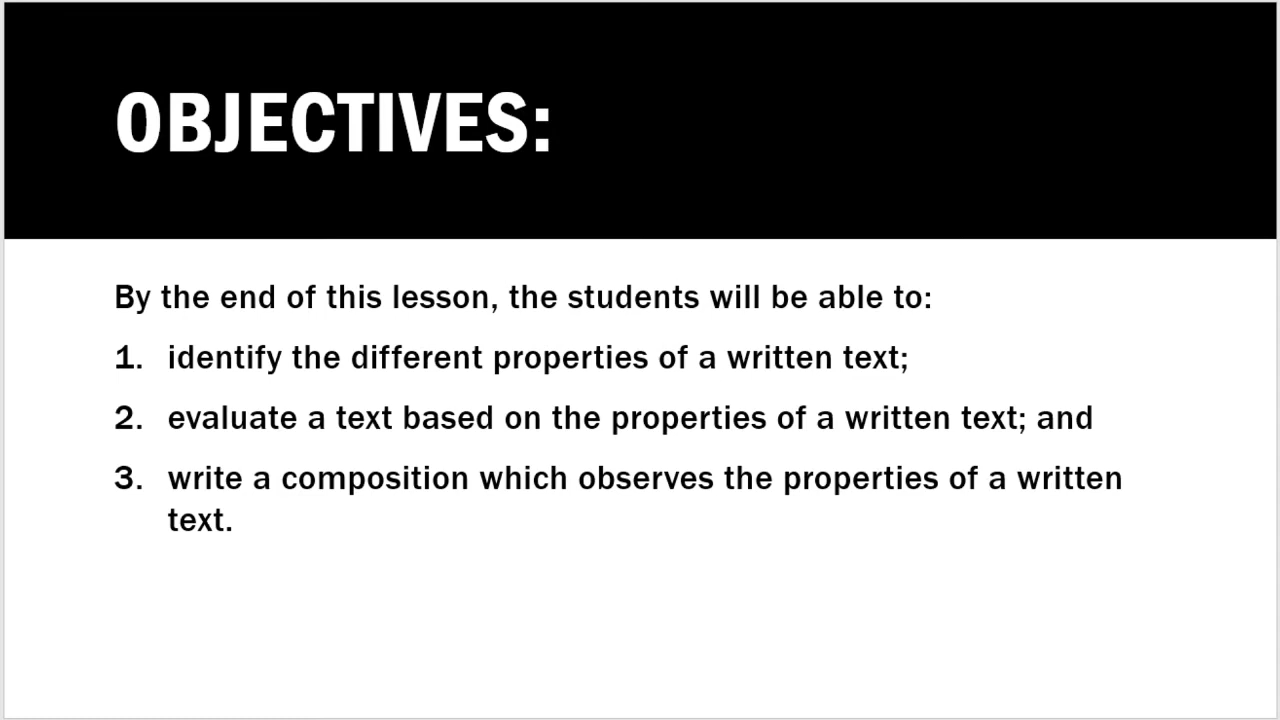 OBJECTIVES:
By the end of this lesson, the students will be able to:
1. identify the different properties of a written text;
2. evaluate a text based on the properties of a written text; and
3. write a composition which observes the properties of a written
text.